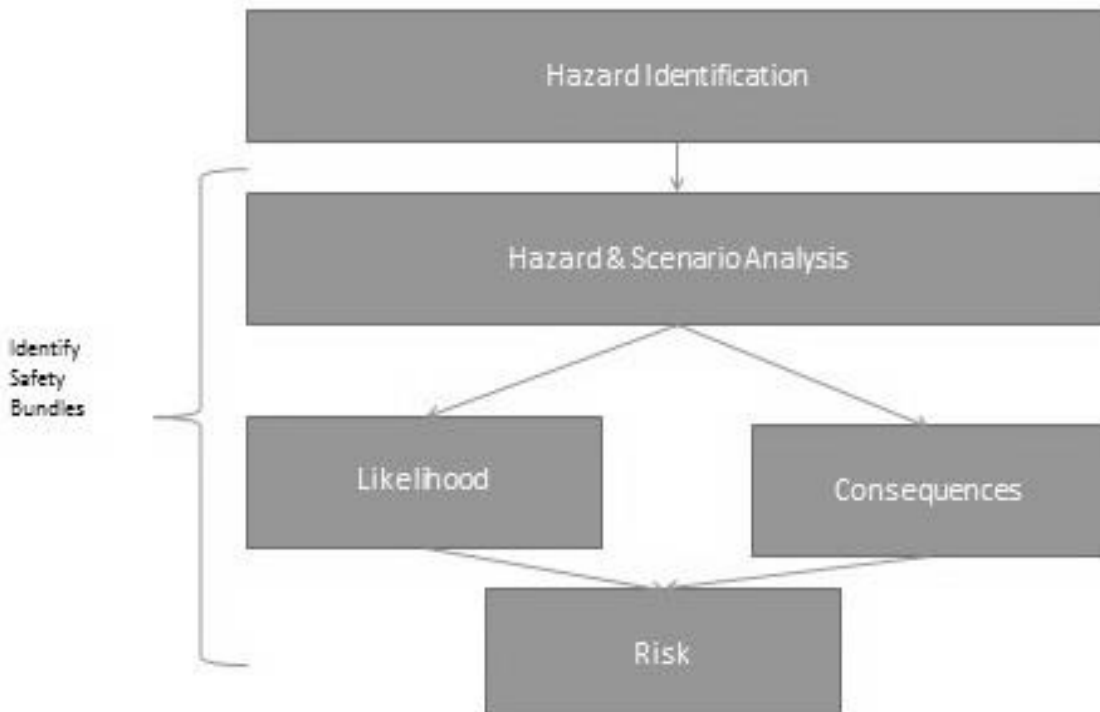 Hazard Identification
Hazard & Scenario Analysis
Identify
Safety
Bundles
Likelihood
Consequences
Risk